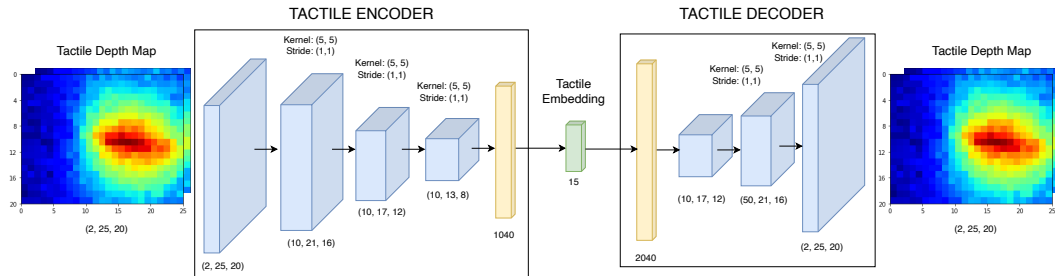 TACTILE ENCODER
TACTILE DECODER
Tactile Depth Map
0
4
8
12
16
20
0
5
10
15
20
25
(2, 25, 20)
Kernel: (5, 5)
Stride: (1,1)
Kernel: (5, 5)
Stride: (1,1)
Kernel: (5, 5)
Stride: (1,1)
(2, 25, 20)
(10, 21, 16)
(10, 17, 12)
(10, 13, 8)
1040
Tactile
Embedding
15
Kernel: (5, 5)
Stride: (1,1)
Kernel: (5, 5)
Stride: (1,1)
2040
(10, 17, 12)
(50, 21, 16)
(2, 25, 20)
Tactile Depth Map
0
4
8
12
16
20
0
5
10
15
20
25
(2, 25, 20)